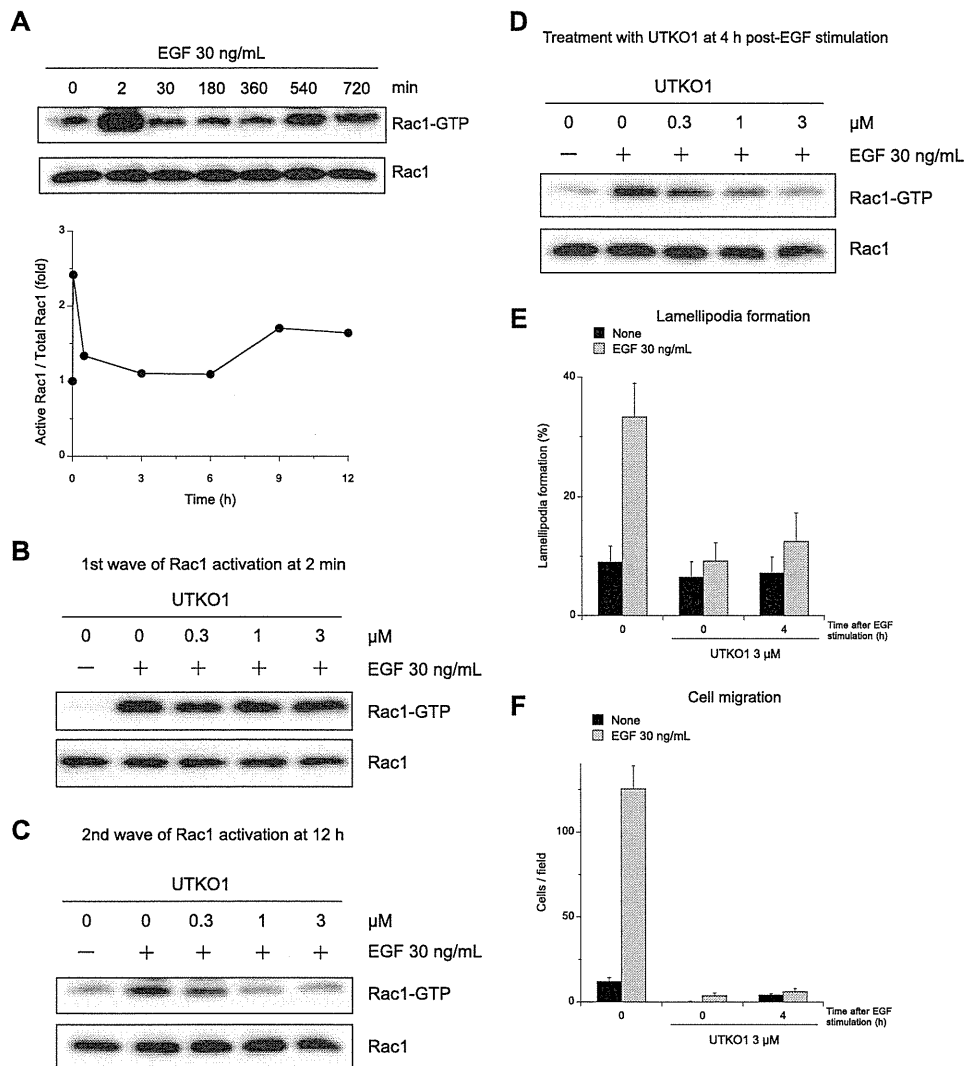 A
EGF 30 ng/mL
0 2 30 180 360 540 720 min
Rac1-GTP
Rac1
Active Rac1 / Total Rac1 (fold)
3
2
1
0
0 3 6 9 12
Time (h)
B
1st wave of Rac1 activation at 2 min
UTKO1
0 0 0.3 1 3 μM
— + + + + EGF 30 ng/mL
Rac1-GTP
Rac1
C
2nd wave of Rac1 activation at 12 h
UTKO1
0 0 0.3 1 3 μM
— + + + + EGF 30 ng/mL
Rac1-GTP
Rac1
D
Treatment with UTKO1 at 4 h post-EGF stimulation
UTKO1
0 0 0.3 1 3 μM
— + + + + EGF 30 ng/mL
Rac1-GTP
Rac1
E
Lamellipodia formation
None
EGF 30 ng/mL
Lamellipodia formation (%)
40
20
0
0 0 4
Time after EGF
stimulation (h)
UTKO1 3 μM
F
Cell migration
None
EGF 30 ng/mL
Cells / field
100
50
0
0 0 4
Time after EGF
stimulation (h)
UTKO1 3 μM